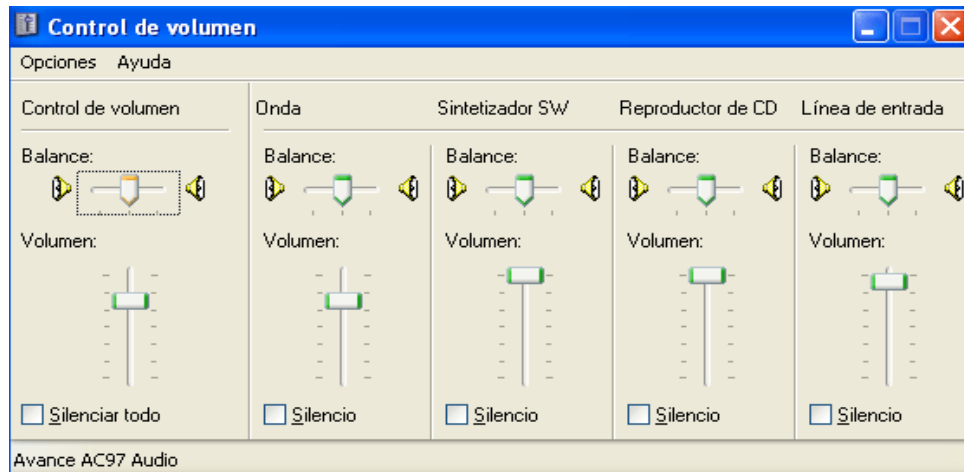 Control de volumen
Opciones Ayuda
Control de volumen Onda Sintetizador SW Reproductor de CD Línea de entrada
Balance: Balance: Balance: Balance: Balance:
Volumen: Volumen: Volumen: Volumen: Volumen:
Silenciar todo Silencio Silencio Silencio Silencio
Avance AC97 Audio